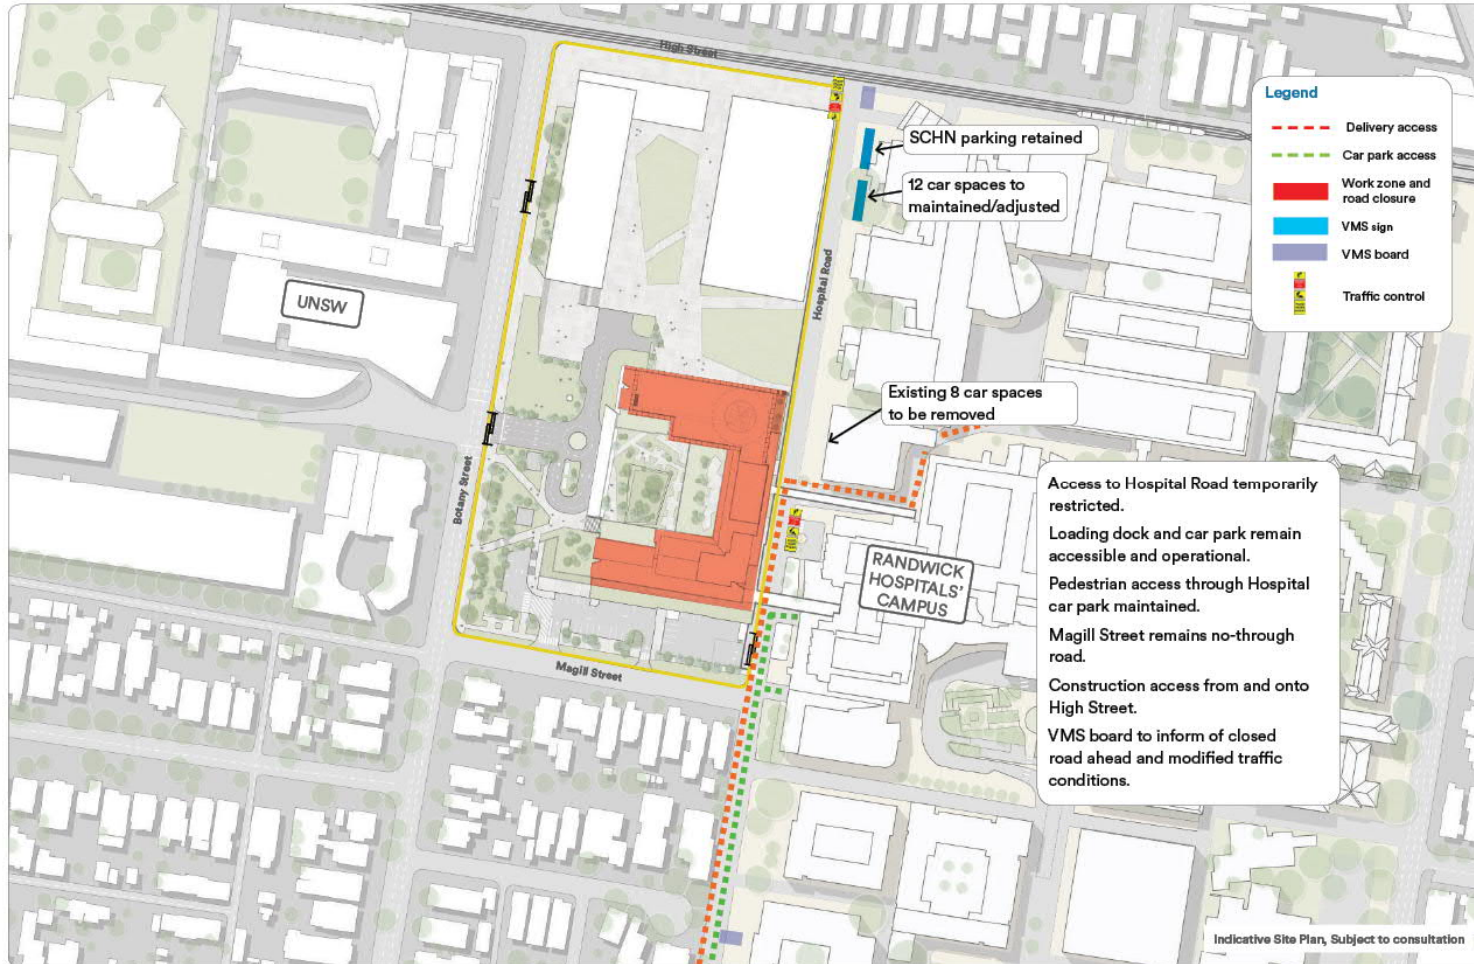 High Street
SCHN parking retained
12 car spaces to
maintained/adjusted
Legend
Delivery access
Car park access
Work zone and
road closure
VMS sign
VMS board
Traffic control
UNSW
Hospital Road
Existing 8 car spaces
to be removed
Botany Street
RANDWICK
HOSPITALS'
CAMPUS
Magill Street
Access to Hospital Road temporarily
restricted.
Loading dock and car park remain
accessible and operational.
Pedestrian access through Hospital
car park maintained.
Magill Street remains no-through
road.
Construction access from and onto
High Street.
VMS board to inform of closed
road ahead and modified traffic
conditions.
Indicative Site Plan, Subject to consultation